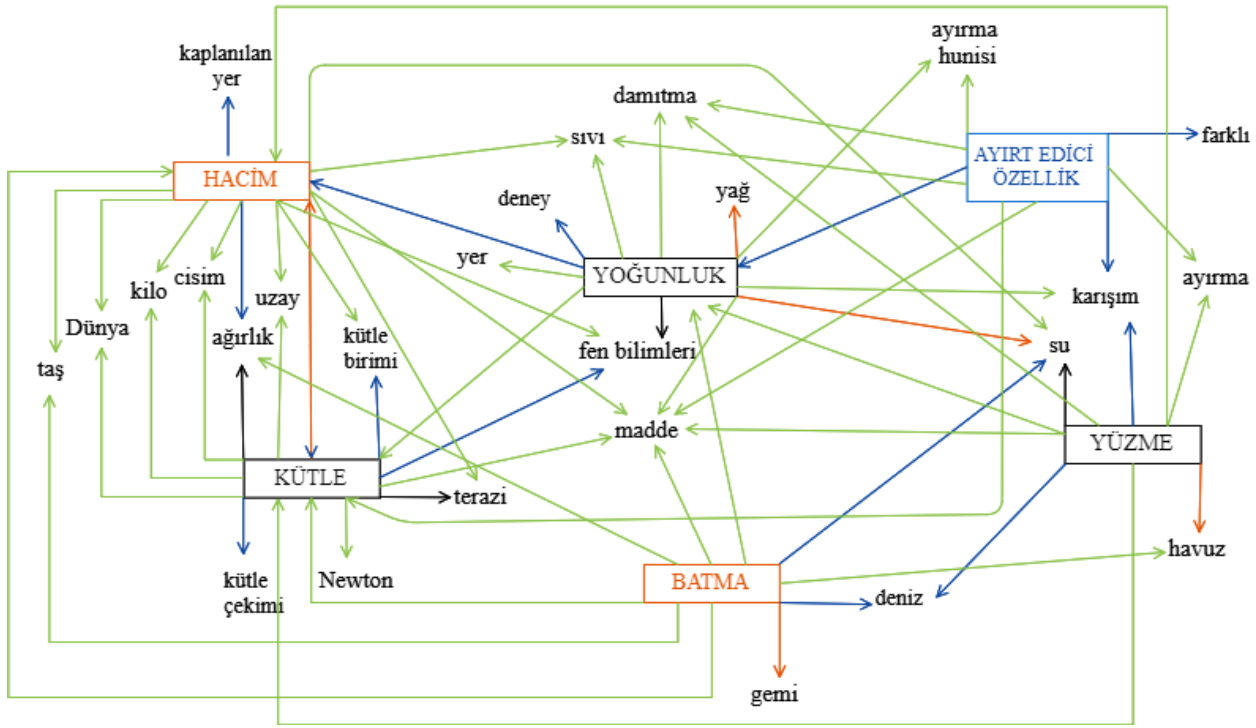 kaplanılan
yer
ayırma
hunisi
damıtma
sıvı
farklı
HACİM
AYIRT EDİCİ
ÖZELLİK
deney
yağ
yer
YOĞUNLUK
cisim
kilo
uzay
karışım
ayırma
Dünya
ağırlık
kütle
birimi
fen bilimleri
su
taş
madde
YÜZME
KÜTLE
terazi
havuz
kütle
çekimi
Newton
BATMA
deniz
gemi